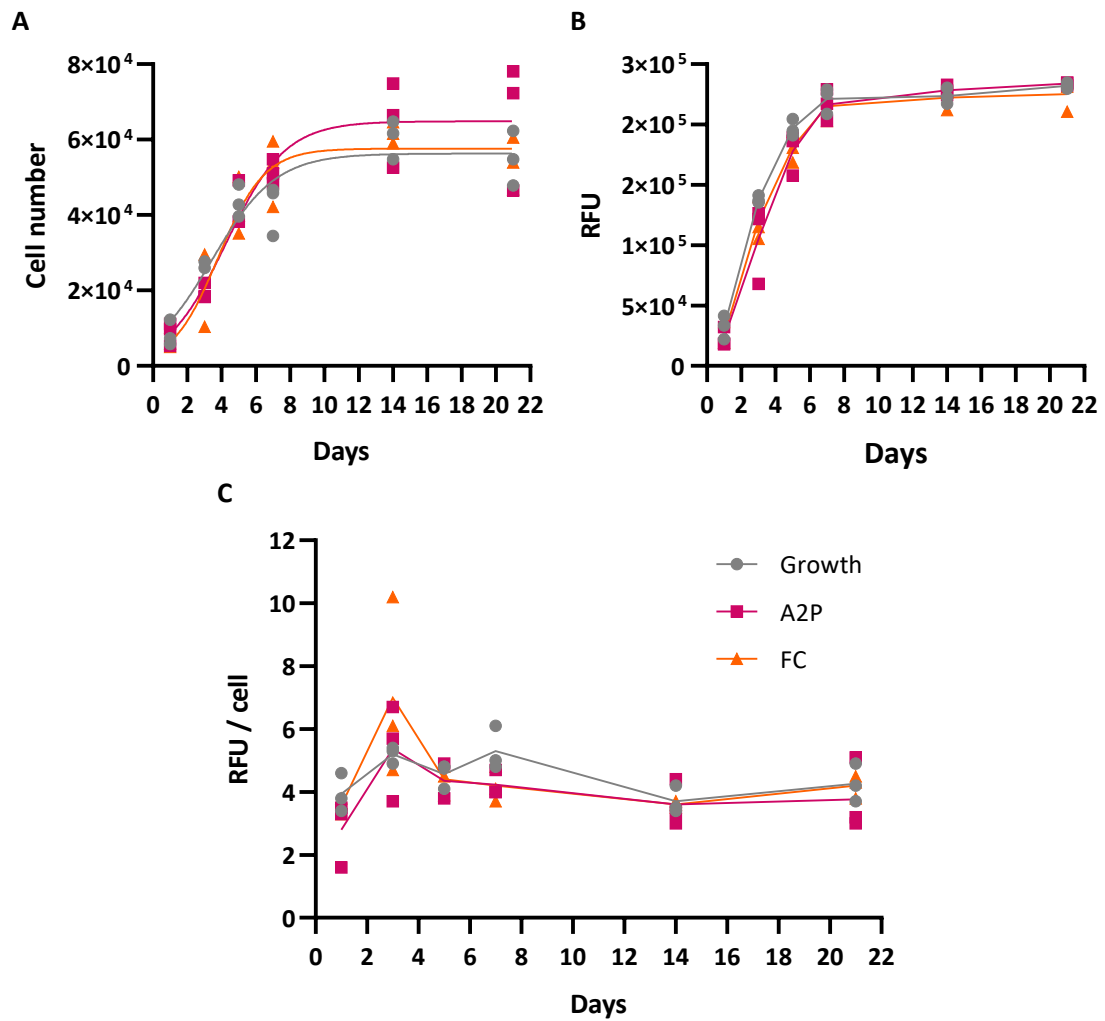 A
8×10⁴
6×10⁴
4×10⁴
2×10⁴
0
Cell number
0 2 4 6 8 10 12 14 16 18 20 22
Days
B
3×10⁵
2×10⁵
2×10⁵
1×10⁵
5×10⁴
0
RFU
0 2 4 6 8 10 12 14 16 18 20 22
Days
C
12
10
8
6
4
2
0
RFU / cell
0 2 4 6 8 10 12 14 16 18 20 22
Days
Growth
A2P
FC